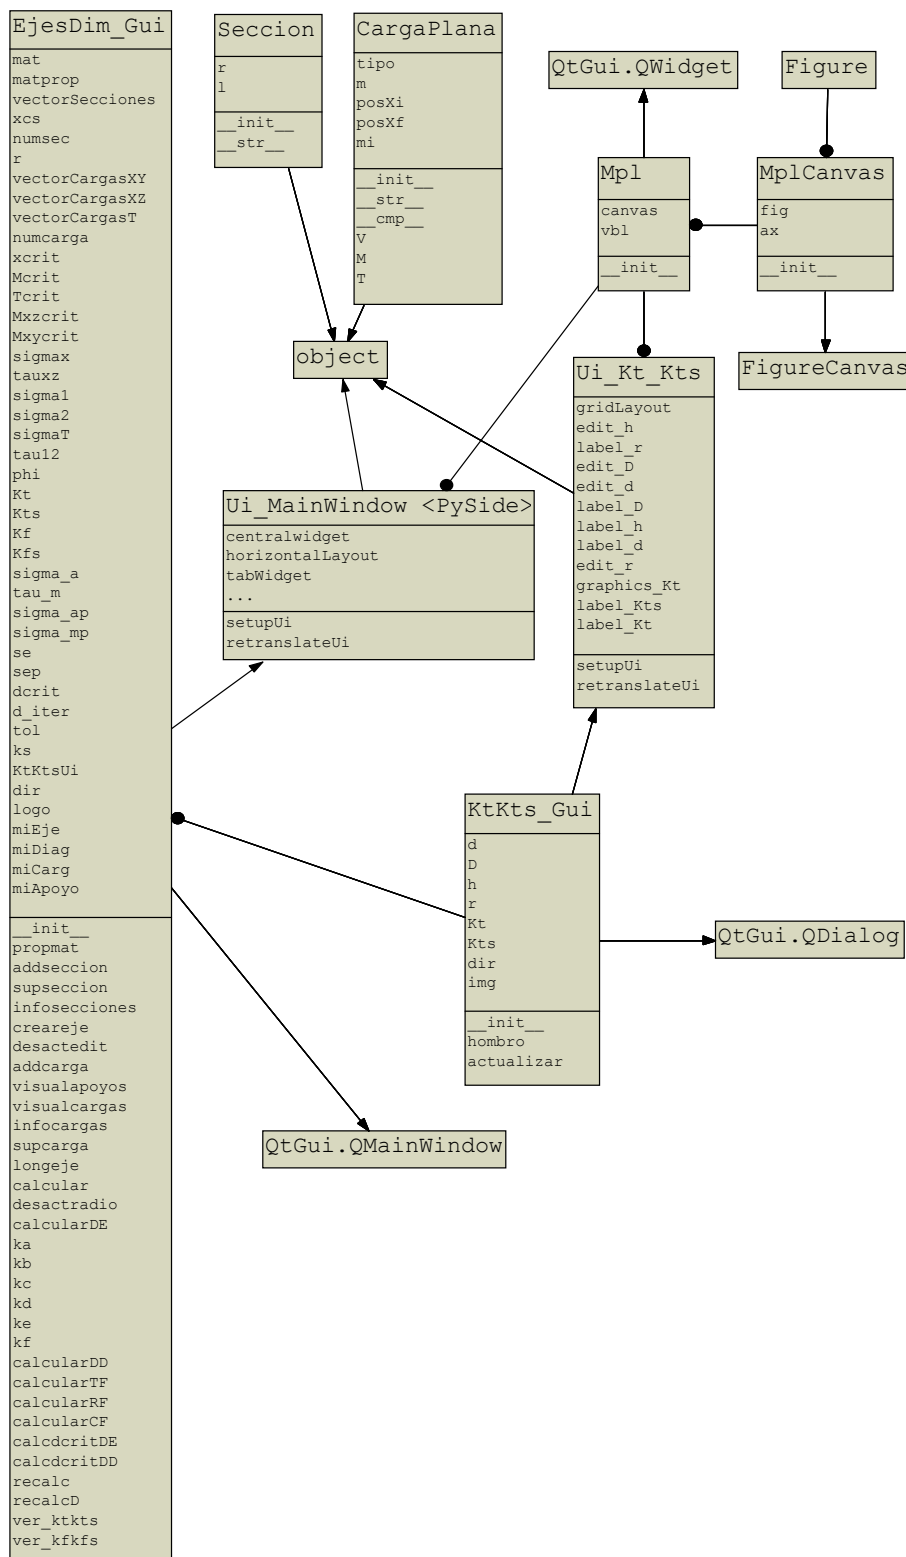 EjesDim_Gui
mat
matprop
vectorSecciones
xcs
numsec
r
vectorCargasXY
vectorCargasXZ
vectorCargasT
numcarga
xcrit
Mcrit
Tcrit
Mxzcrit
Mxycrit
sigmax
tauxz
sigma1
sigma2
sigmaT
tau12
phi
Kt
Kts
Kf
Kfs
sigma_a
tau_m
sigma_ap
sigma_mp
se
sep
dcrit
d_iter
tol
ks
KtKtsUi
dir
logo
miEje
miDiag
miCarg
miApoyo
__init__
propmat
addseccion
supseccion
infosecciones
creareje
desactedit
addcarga
visualapoyos
visualcargas
infocargas
supcarga
longeje
calcular
desactradio
calcularDE
ka
kb
kc
kd
ke
kf
calcularDD
calcularTF
calcularRF
calcularCF
calcdcritDE
calcdcritDD
recalc
recalcD
ver_ktkts
ver_kfkfs
Seccion
r
l
__init__
__str__
CargaPlana
tipo
m
posXi
posXf
mi
__init__
__str__
__cmp__
V
M
T
QtGui.QWidget
Figure
Mpl
canvas
vbl
__init__
MplCanvas
fig
ax
__init__
object
FigureCanvas
Ui_Kt_Kts
gridLayout
edit_h
label_r
edit_D
edit_d
label_D
label_h
label_d
edit_r
graphics_Kt
label_Kts
label_Kt
setupUi
retranslateUi
Ui_MainWindow <PySide>
centralwidget
horizontalLayout
tabWidget
...
setupUi
retranslateUi
KtKts_Gui
d
D
h
r
Kt
Kts
dir
img
__init__
hombro
actualizar
QtGui.QDialog
QtGui.QMainWindow